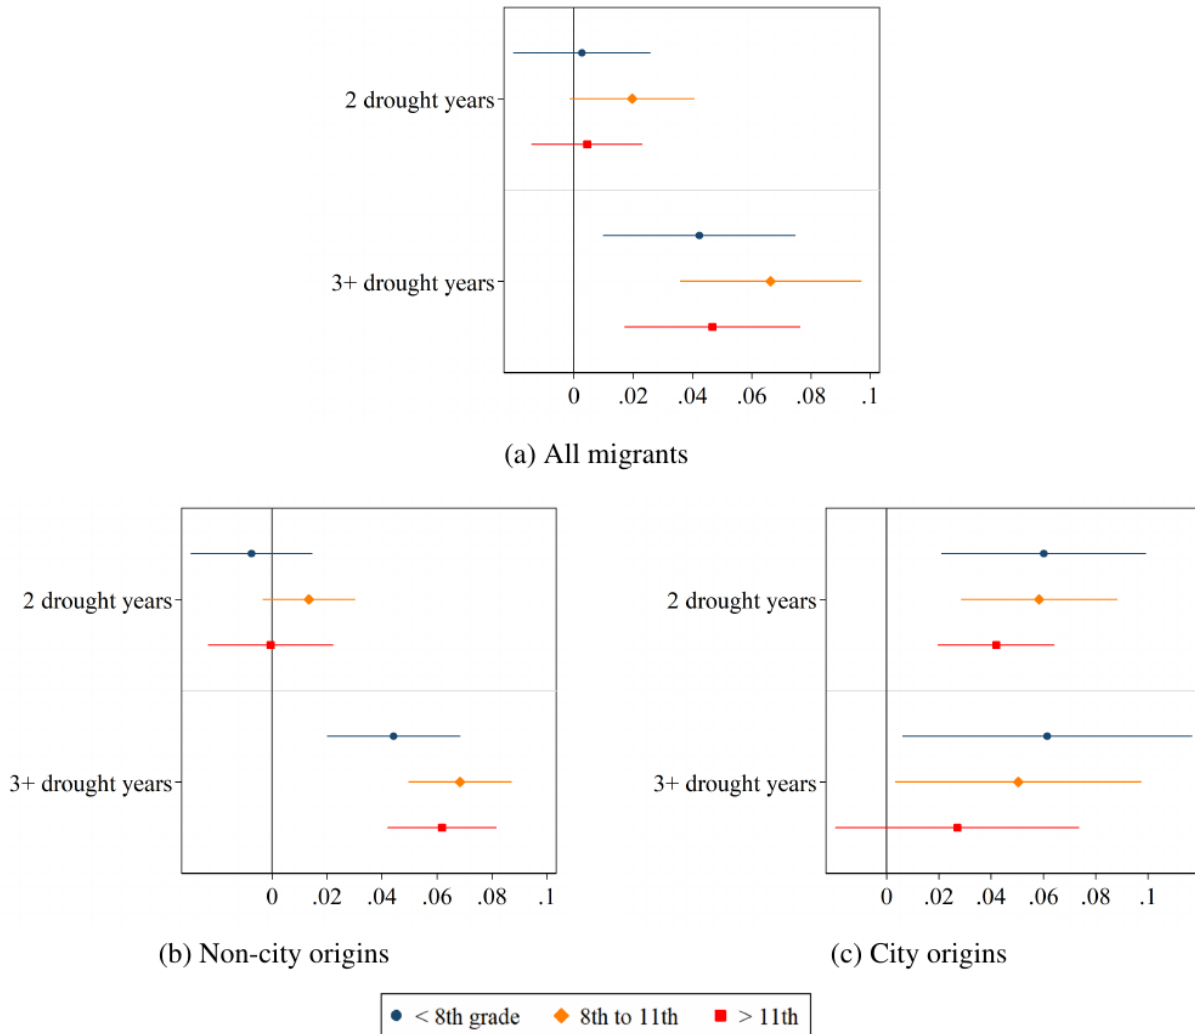 2 drought years
3+ drought years
0 .02 .04 .06 .08 .1
(a) All migrants
2 drought years
3+ drought years
0 .02 .04 .06 .08 .1
(b) Non-city origins
2 drought years
3+ drought years
0 .02 .04 .06 .08 .1
(c) City origins
< 8th grade 8th to 11th > 11th